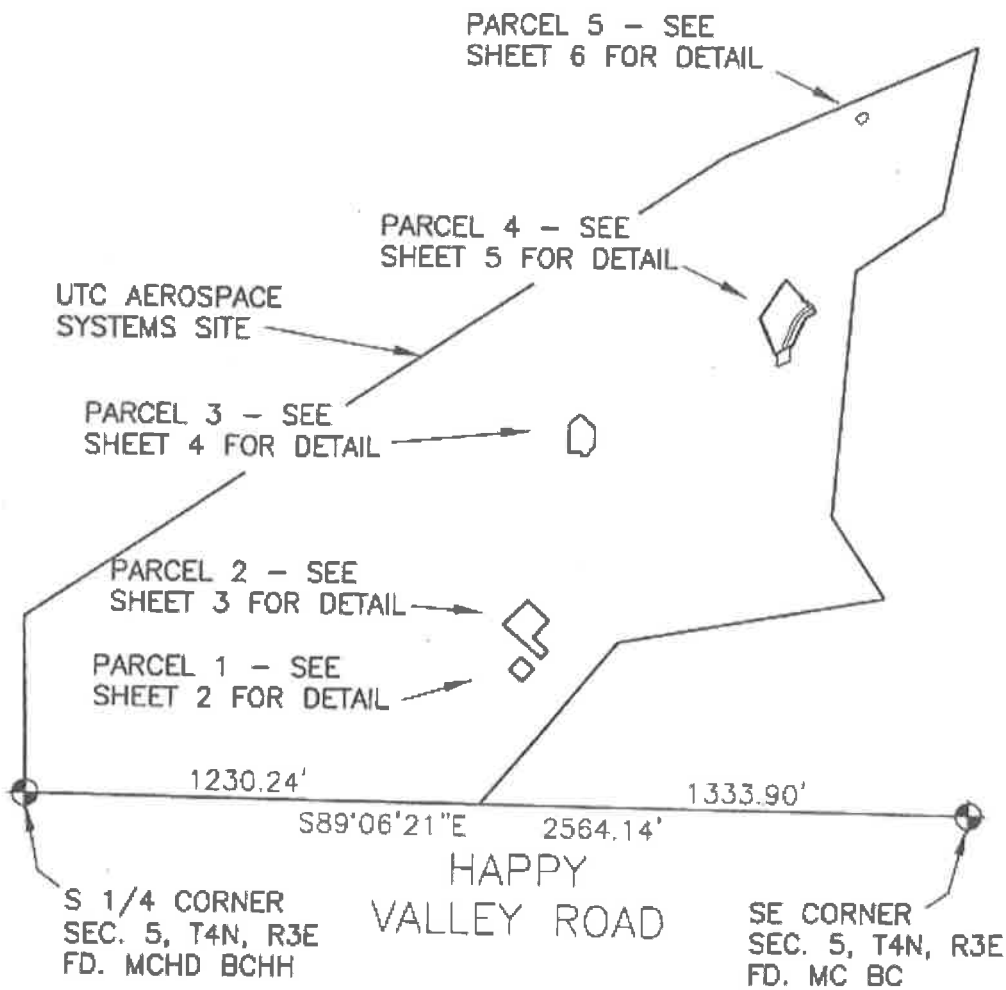 PARCEL 5 - SEE
SHEET 6 FOR DETAIL
PARCEL 4 - SEE
SHEET 5 FOR DETAIL
UTC AEROSPACE
SYSTEMS SITE
PARCEL 3 - SEE
SHEET 4 FOR DETAIL
PARCEL 2 - SEE
SHEET 3 FOR DETAIL
PARCEL 1 - SEE
SHEET 2 FOR DETAIL
1230.24'
1333.90'
S89°06'21"E
2564.14'
HAPPY
VALLEY ROAD
S 1/4 CORNER
SEC. 5, T4N, R3E
FD. MCHD BCHH
SE CORNER
SEC. 5, T4N, R3E
FD. MC BC